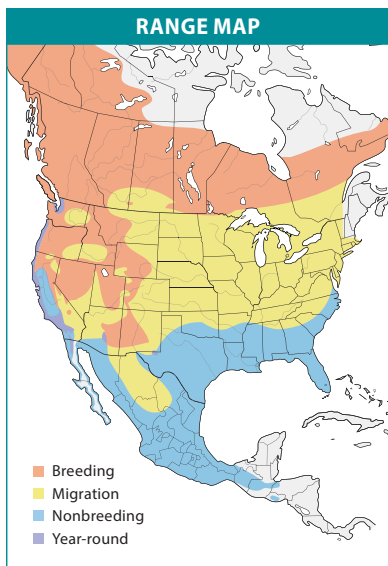 RANGE MAP
Breeding
Migration
Nonbreeding
Year-round